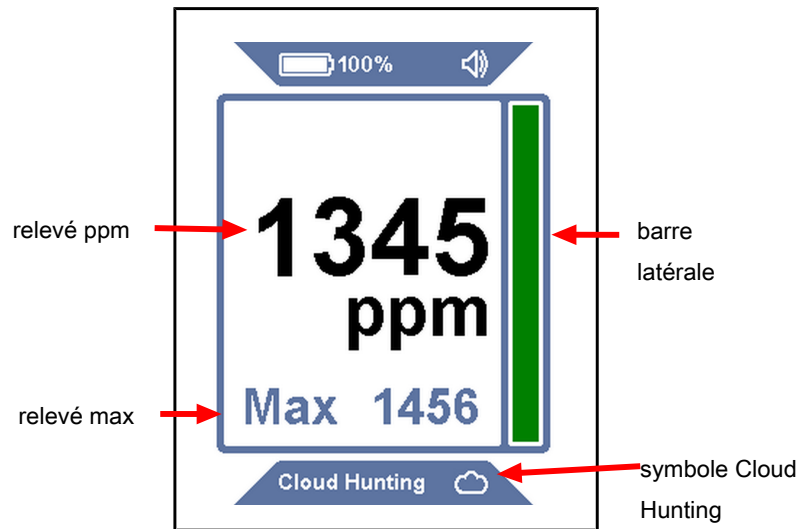 100%
relevé ppm
1345
ppm
barre
latérale
relevé max
Max 1456
Cloud Hunting
symbole Cloud
Hunting